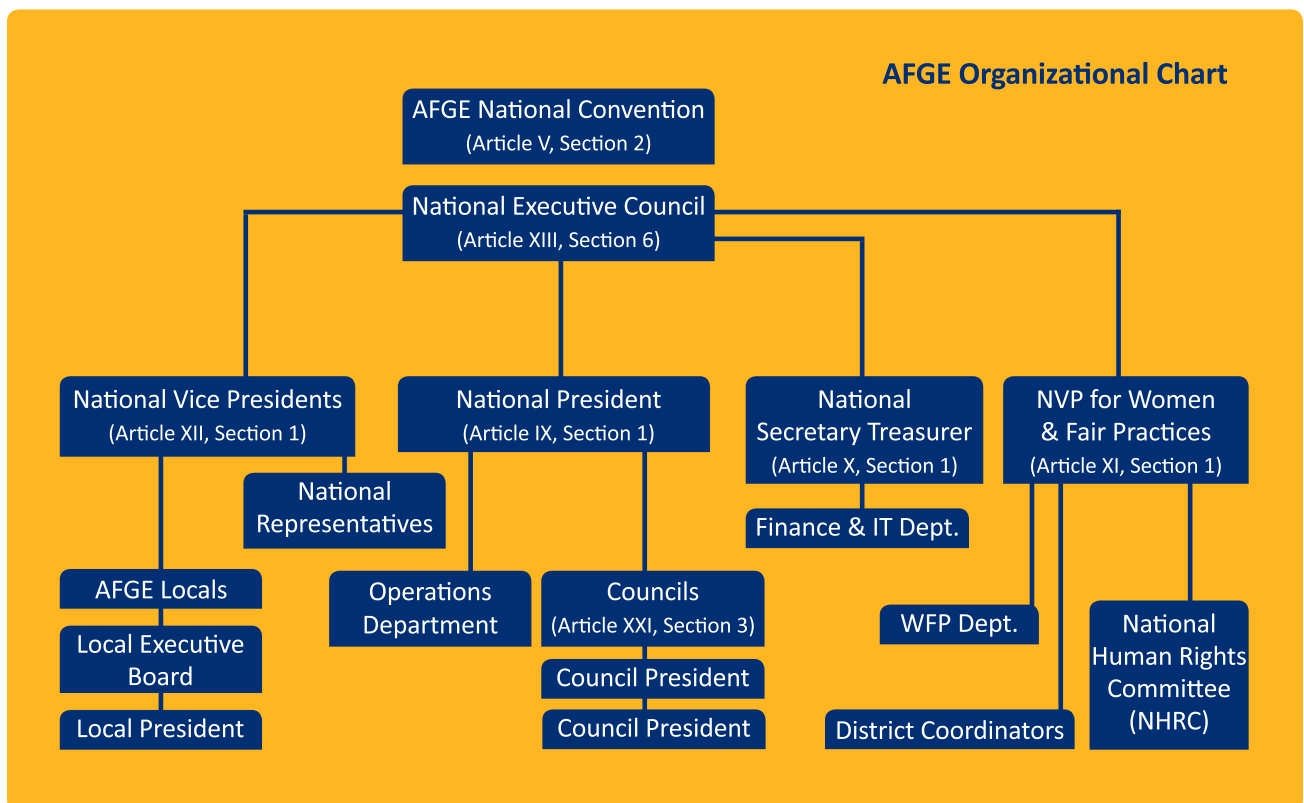 AFGE Organizational Chart
AFGE National Convention
(Article V, Section 2)
National Executive Council
(Article XIII, Section 6)
National Vice Presidents
(Article XII, Section 1)
National
Representatives
AFGE Locals
Local Executive
Board
Local President
National President
(Article IX, Section 1)
Operations
Department
Councils
(Article XXI, Section 3)
Council President
Council President
National
Secretary Treasurer
(Article X, Section 1)
Finance & IT Dept.
NVP for Women
& Fair Practices
(Article XI, Section 1)
WFP Dept.
District Coordinators
National
Human Rights
Committee
(NHRC)